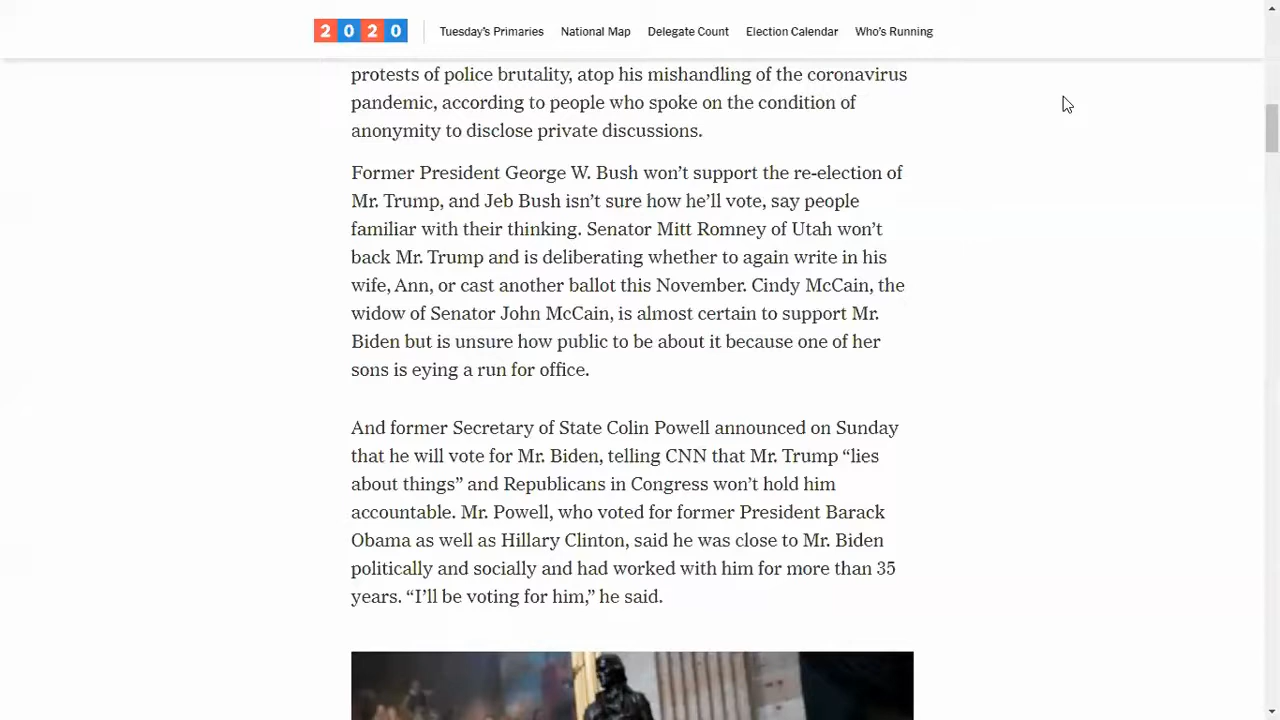 2020
Tuesday's Primaries
National Map
Delegate Count
Election Calendar
Who's Running
protests of police brutality, atop his mishandling of the coronavirus
pandemic, according to people who spoke on the condition of
anonymity to disclose private discussions.
Former President George W. Bush won’t support the re-election of
Mr. Trump, and Jeb Bush isn’t sure how he’ll vote, say people
familiar with their thinking. Senator Mitt Romney of Utah won’t
back Mr. Trump and is deliberating whether to again write in his
wife, Ann, or cast another ballot this November. Cindy McCain, the
widow of Senator John McCain, is almost certain to support Mr.
Biden but is unsure how public to be about it because one of her
sons is eying a run for office.
And former Secretary of State Colin Powell announced on Sunday
that he will vote for Mr. Biden, telling CNN that Mr. Trump “lies
about things” and Republicans in Congress won’t hold him
accountable. Mr. Powell, who voted for former President Barack
Obama as well as Hillary Clinton, said he was close to Mr. Biden
politically and socially and had worked with him for more than 35
years. “I’ll be voting for him,” he said.